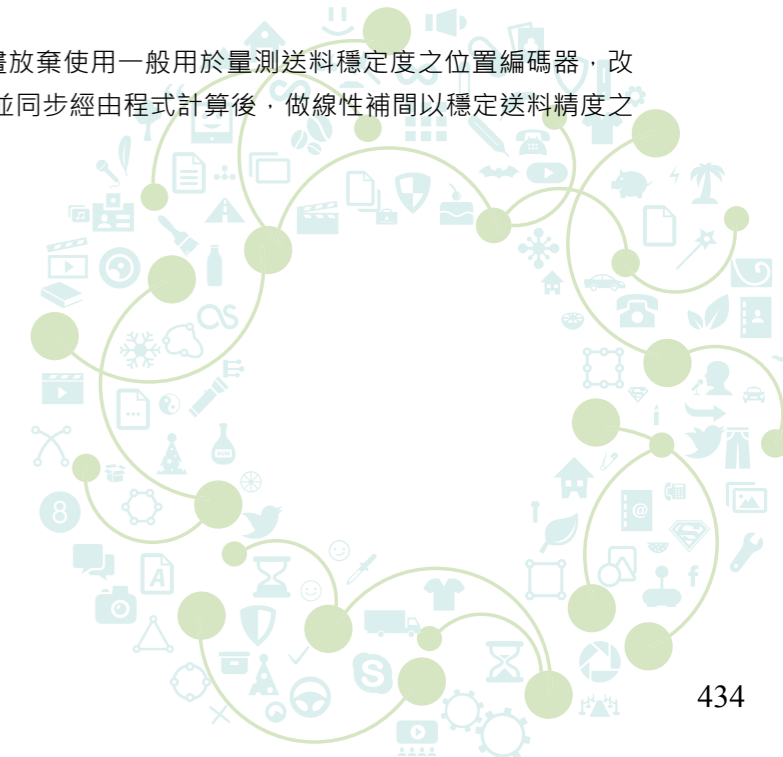 畫放棄使用一般用於量測送料穩定度之位置編碼器，改
並同步經由程式計算後，做線性補間以穩定送料精度之
434